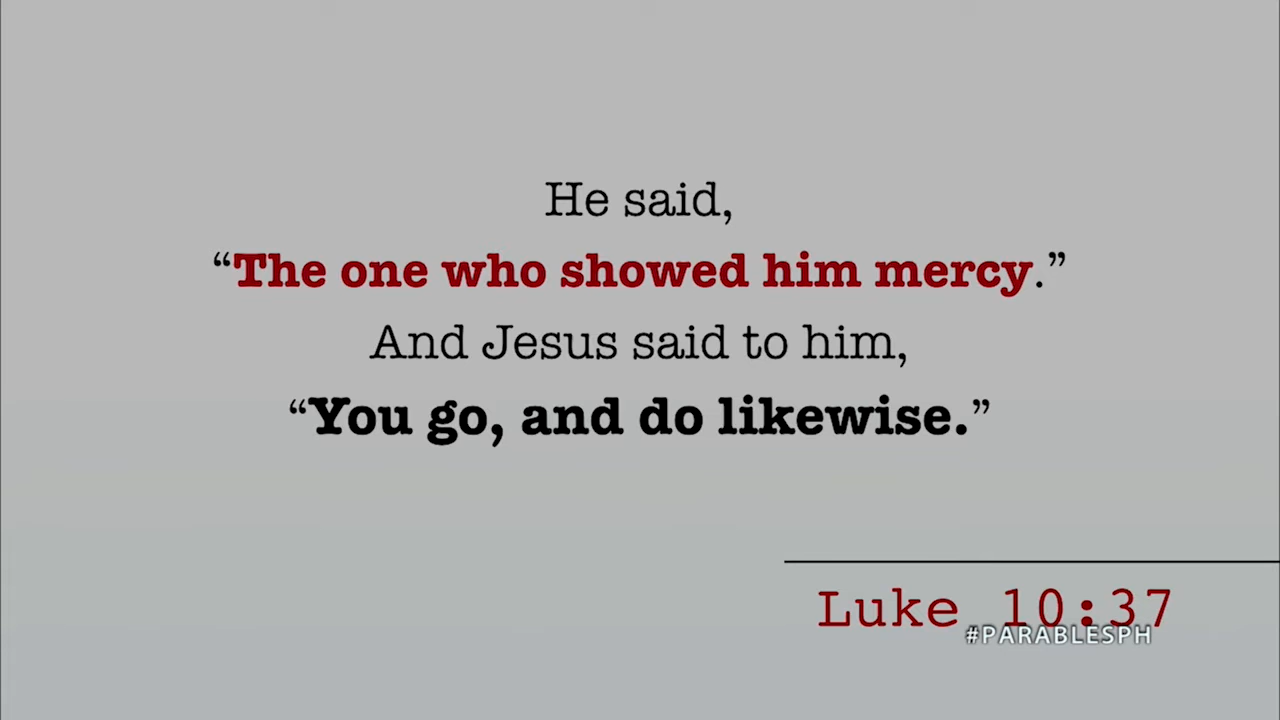 He said,
“The one who showed him mercy.”
And Jesus said to him,
“You go, and do likewise.”
Luke 10:37
#PARABLESPH